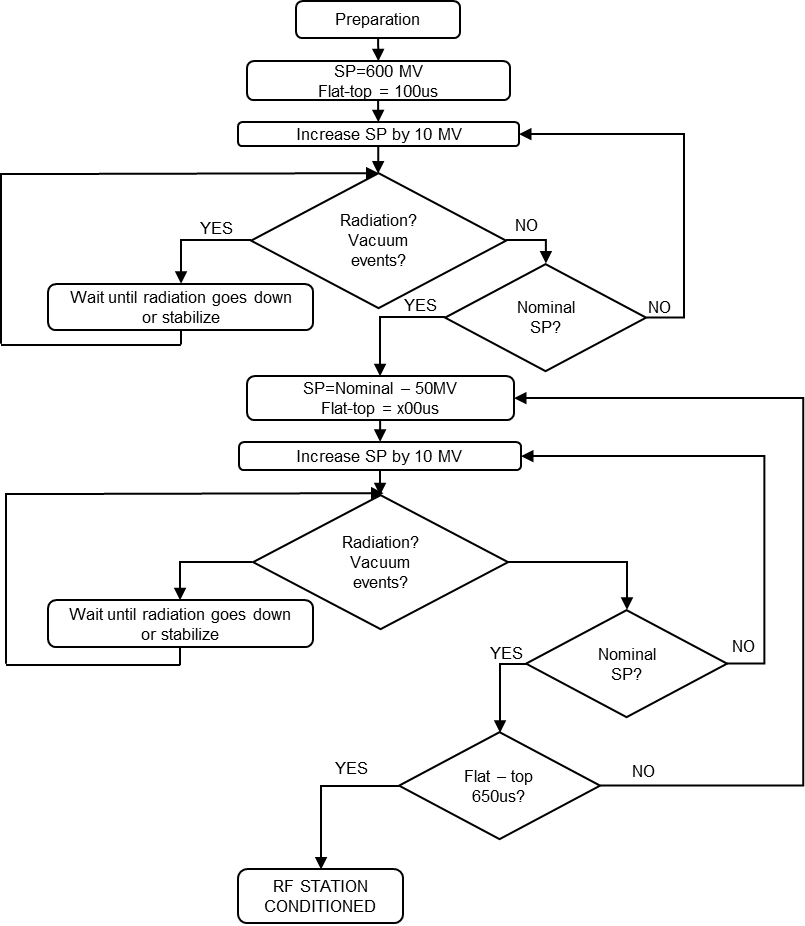 Preparation
SP=600 MV
Flat-top = 100us
Increase SP by 10 MV
Radiation?
Vacuum
events?
YES
NO
Wait until radiation goes down
or stabilize
Nominal
SP?
YES
NO
SP=Nominal – 50MV
Flat-top = x00us
Increase SP by 10 MV
Radiation?
Vacuum
events?
Wait until radiation goes down
or stabilize
Nominal
SP?
YES
NO
Flat – top
650us?
YES
NO
RF STATION
CONDITIONED